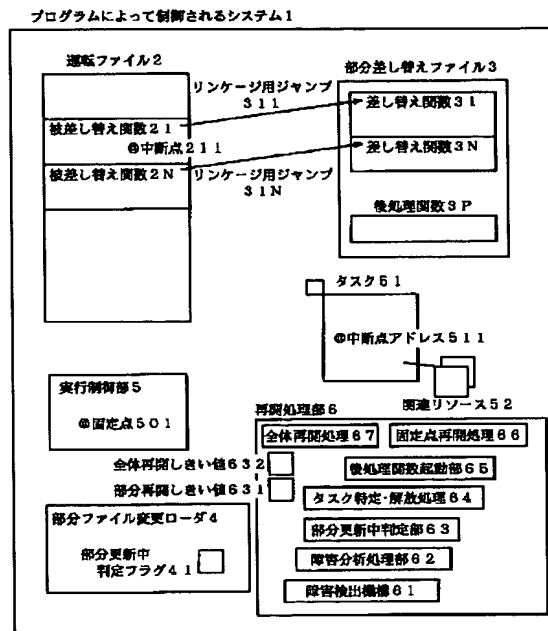 プログラムによって制御されるシステム1
運転ファイル2
リンケージ用ジャンプ
311
部分差し替えファイル3
被差し替え関数21
@中断点211
差し替え関数31
被差し替え関数2N
リンケージ用ジャンプ
31N
差し替え関数3N
後処理関数3P
タスク51
@中断点アドレス511
関連リソース52
実行制御部5
@固定点501
再開処理部6
全体再開処理67
固定点再開処理66
全体再開しきい値632
後処理関数起動部65
部分再開しきい値631
タスク特定・解放処理64
部分ファイル変更ローダ4
部分更新中判定部63
部分更新中
判定フラグ41
障害分析処理部62
障害検出機構61